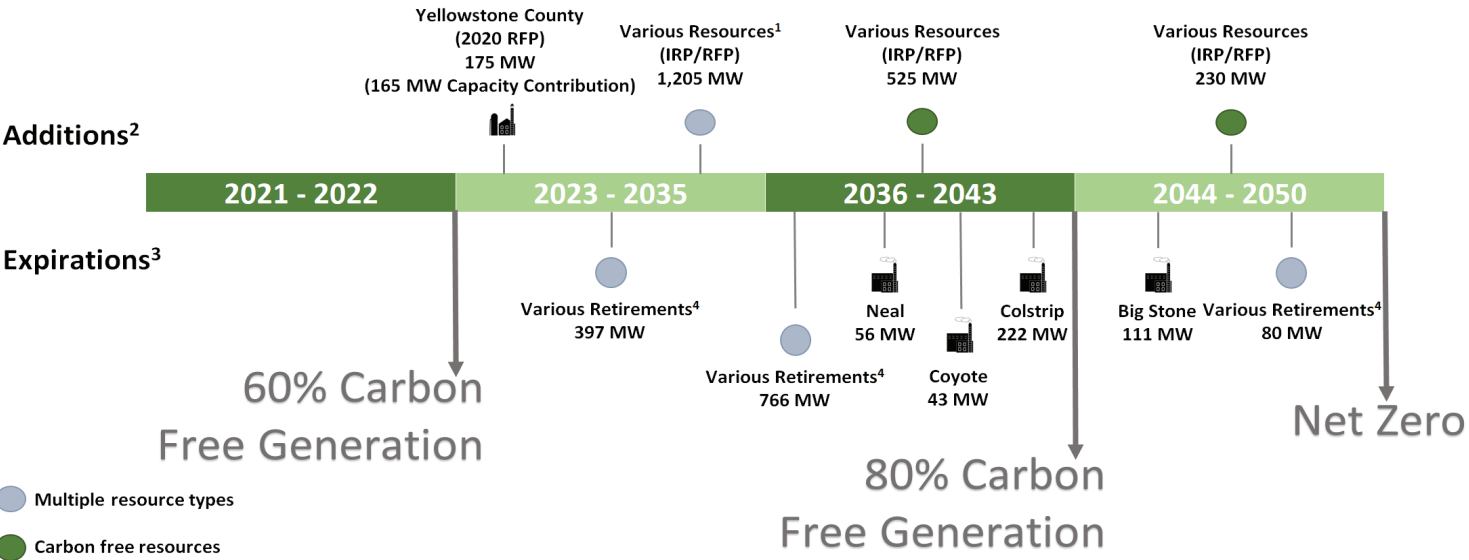 Yellowstone County
(2020 RFP)
175 MW
(165 MW Capacity Contribution)
Various Resources¹
(IRP/RFP)
1,205 MW
Various Resources
(IRP/RFP)
525 MW
Various Resources
(IRP/RFP)
230 MW
Additions²
2021 - 2022
2023 - 2035
2036 - 2043
2044 - 2050
Expirations³
Various Retirements⁴
397 MW
Various Retirements⁴
766 MW
Neal
56 MW
Coyote
43 MW
Colstrip
222 MW
Big Stone
111 MW
Various Retirements⁴
80 MW
60% Carbon
Free Generation
80% Carbon
Free Generation
Net Zero
Multiple resource types
Carbon free resources